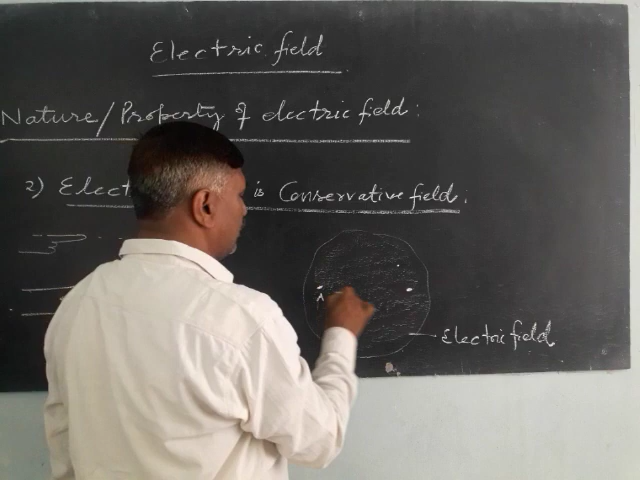 Electric field
Nature/Property of electric field:
2) Elect is Conservative field.
A
Electric field